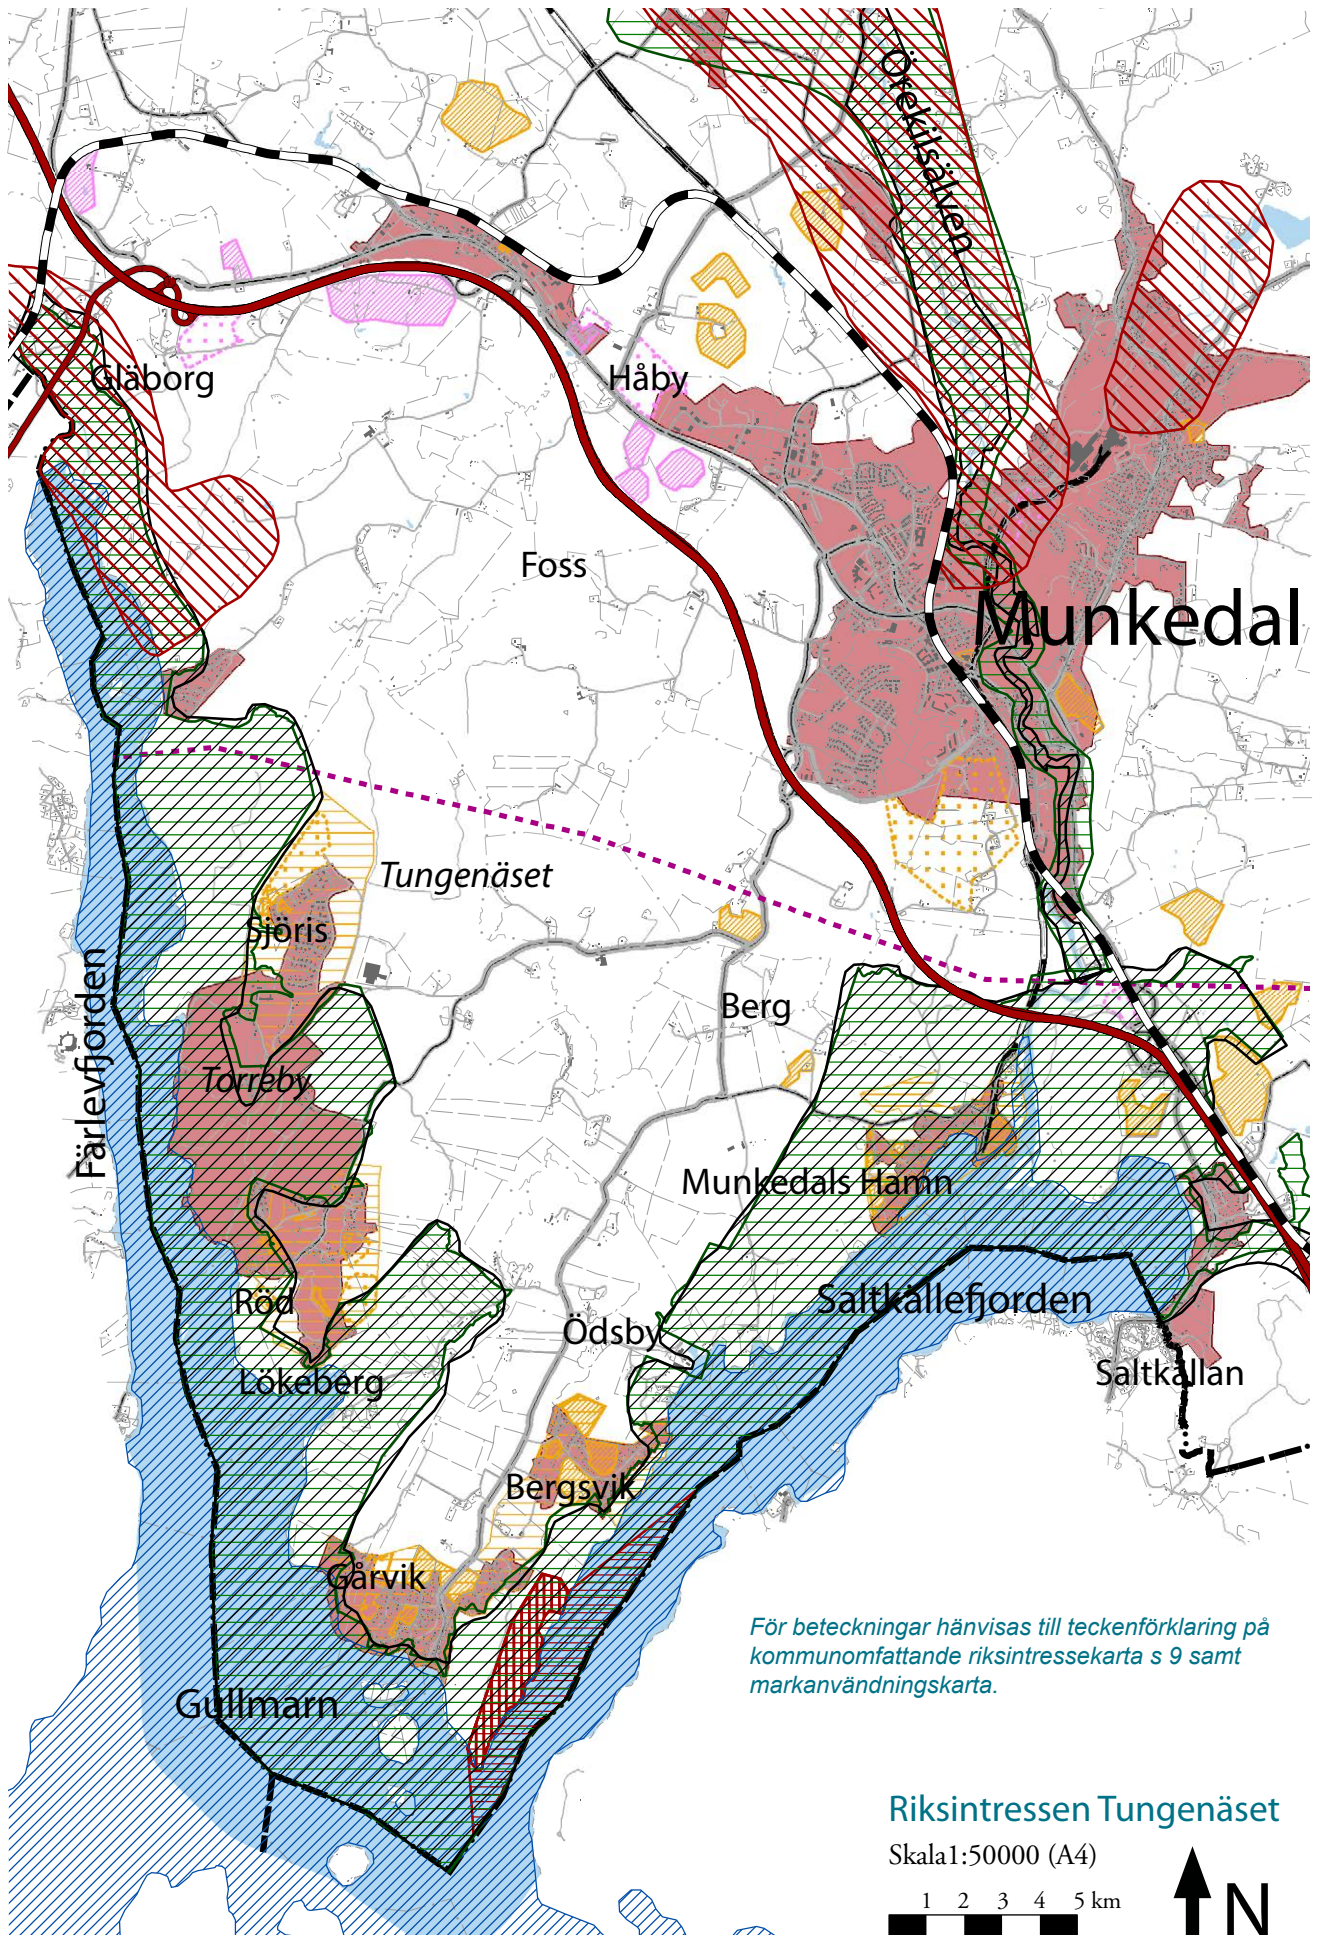 Örekilsälven
Gläborg
Håby
Foss
Munkedal
Tungenäset
Sjöris
Färlevfjorden
Berg
Torreby
Munkedals Hamn
Röd
Ödsby
Saltkällefjorden
Lökeberg
Saltkällan
Bergsvik
Gårvik
Gullmarn
För beteckningar hänvisas till teckenförklaring på
kommunomfattande riksintressekarta s 9 samt
markanvändningskarta.
Riksintressen Tungenäset
Skala1:50000 (A4)
1 2 3 4 5 km
N